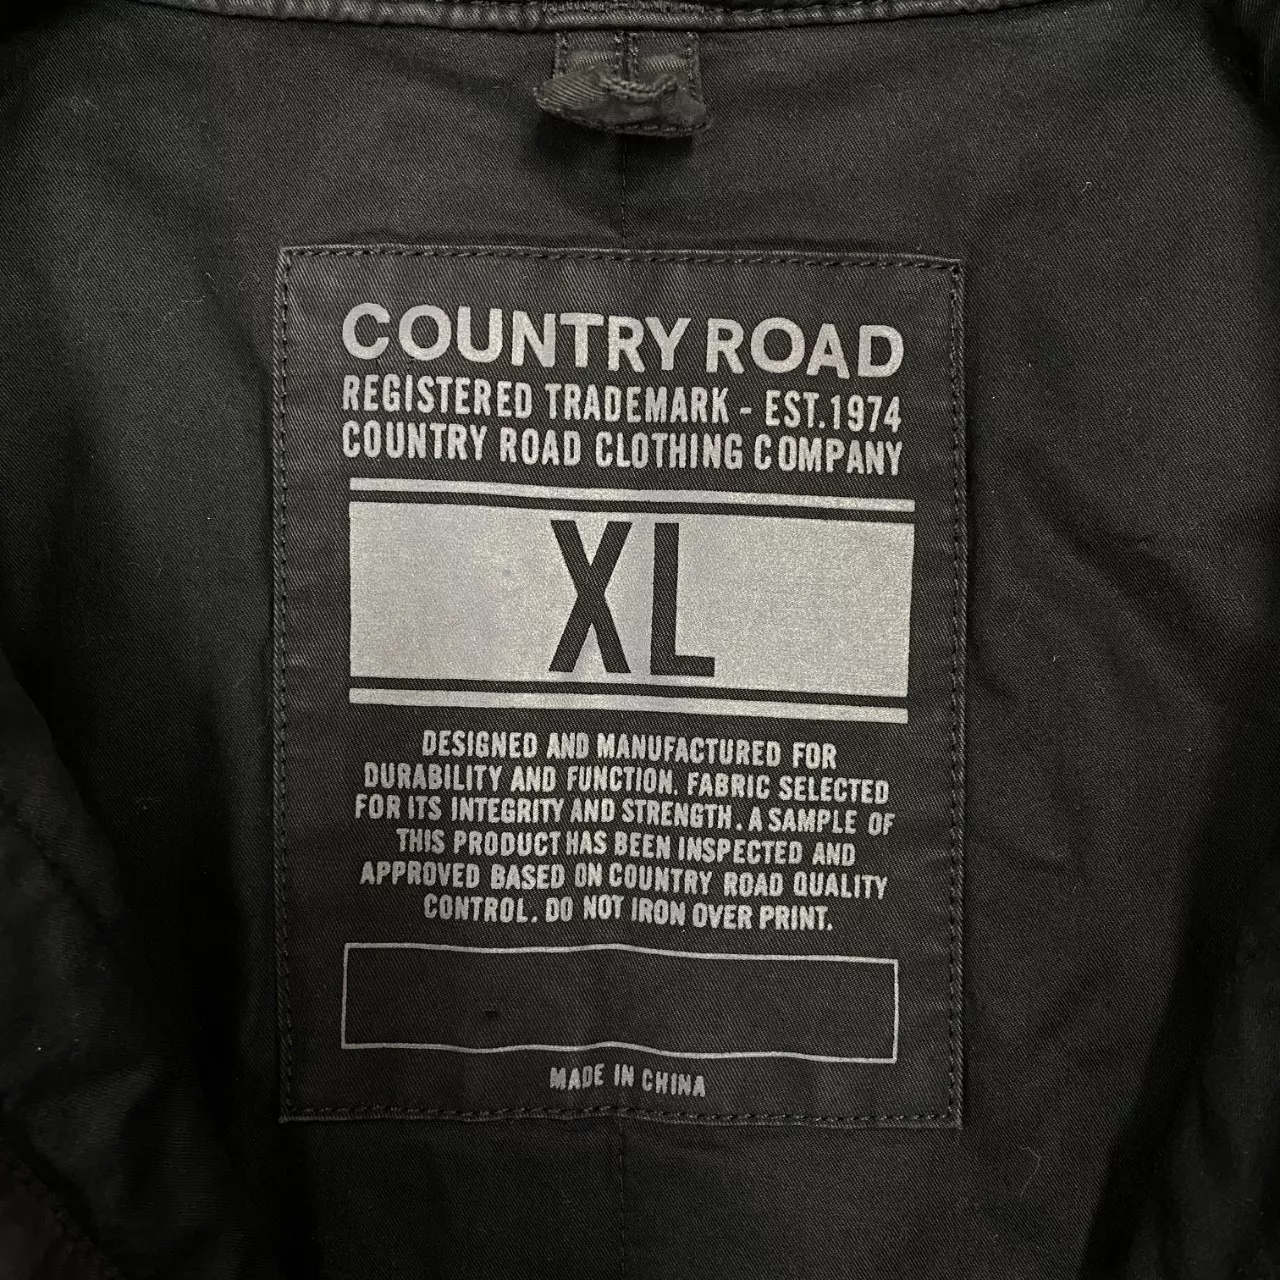 COUNTRY ROAD
REGISTERED TRADEMARK - EST.1974
COUNTRY ROAD CLOTHING COMPANY
XL
DESIGNED AND MANUFACTURED FOR
DURABILITY AND FUNCTION. FABRIC SELECTED
FOR ITS INTEGRITY AND STRENGTH. A SAMPLE OF
THIS PRODUCT HAS BEEN INSPECTED AND
APPROVED BASED ON COUNTRY ROAD QUALITY
CONTROL. DO NOT IRON OVER PRINT.
MADE IN CHINA